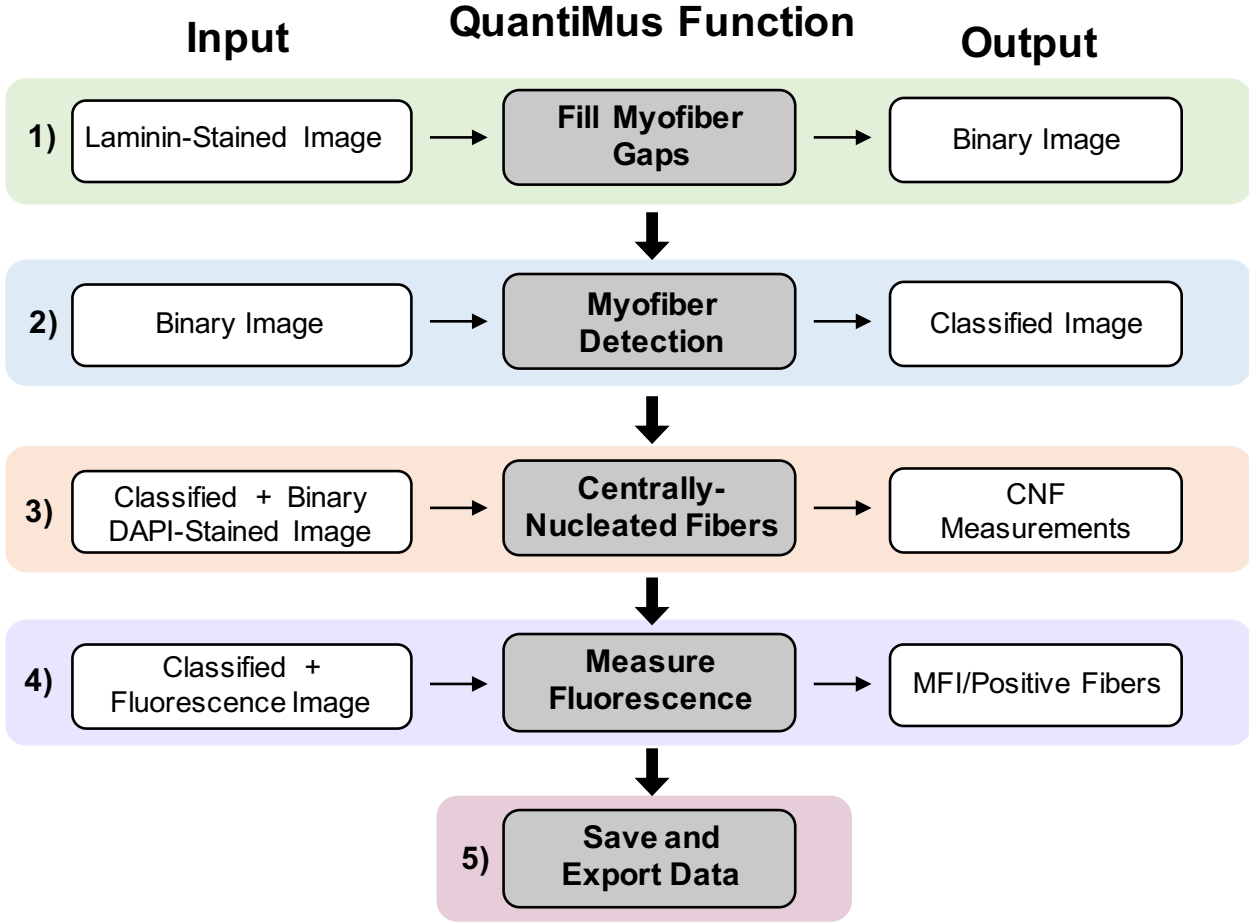 Input
QuantiMus Function
Output
1)
Laminin-Stained Image
Fill Myofiber
Gaps
Binary Image
2)
Binary Image
Myofiber
Detection
Classified Image
3)
Classified + Binary
DAPI-Stained Image
Centrally-
Nucleated Fibers
CNF
Measurements
4)
Classified +
Fluorescence Image
Measure
Fluorescence
MFI/Positive Fibers
5)
Save and
Export Data